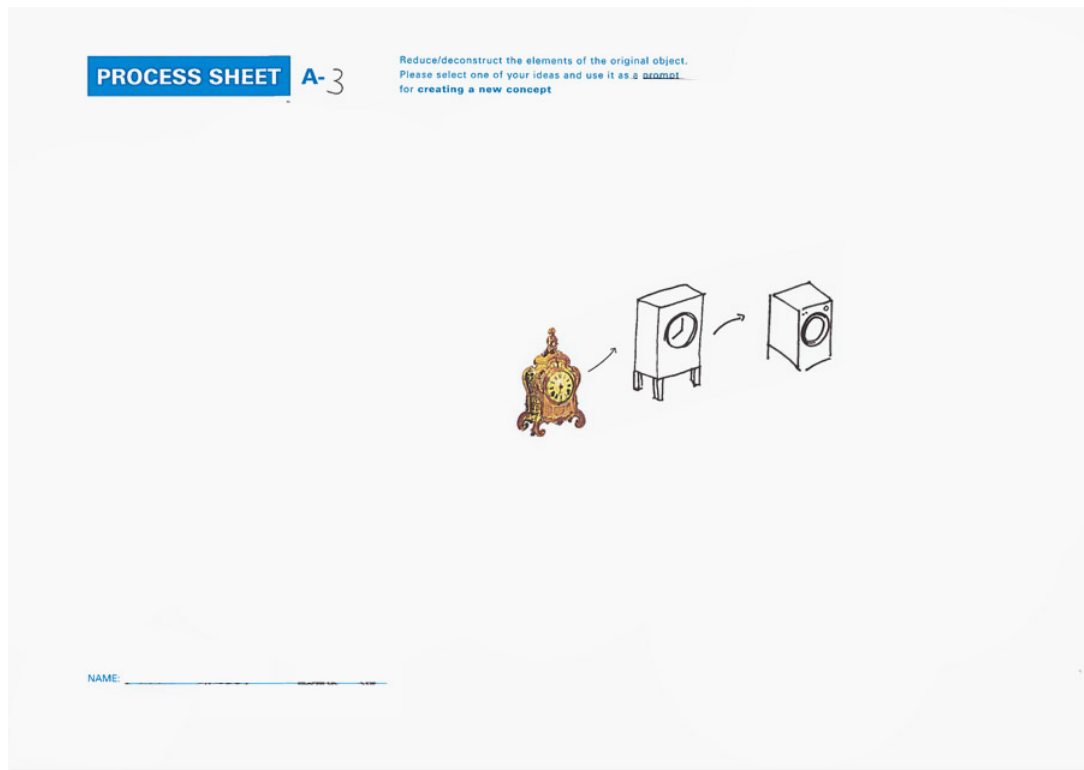 PROCESS SHEET A-3
Reduce/deconstruct the elements of the original object.
Please select one of your ideas and use it as a prompt
for creating a new concept
NAME: